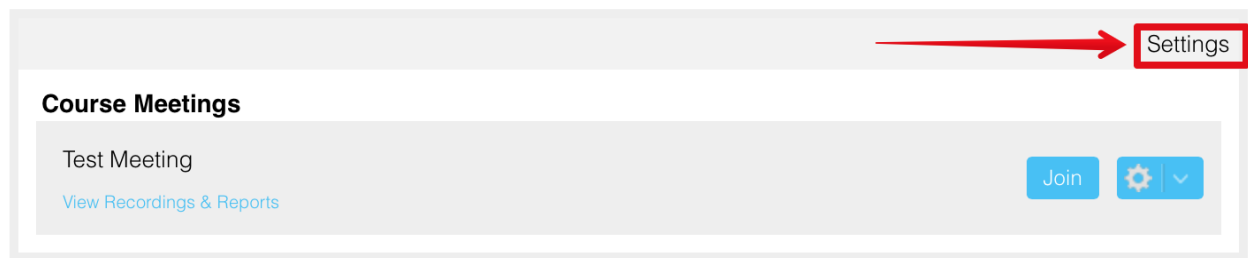 Settings
Course Meetings
Test Meeting
Join
View Recordings & Reports